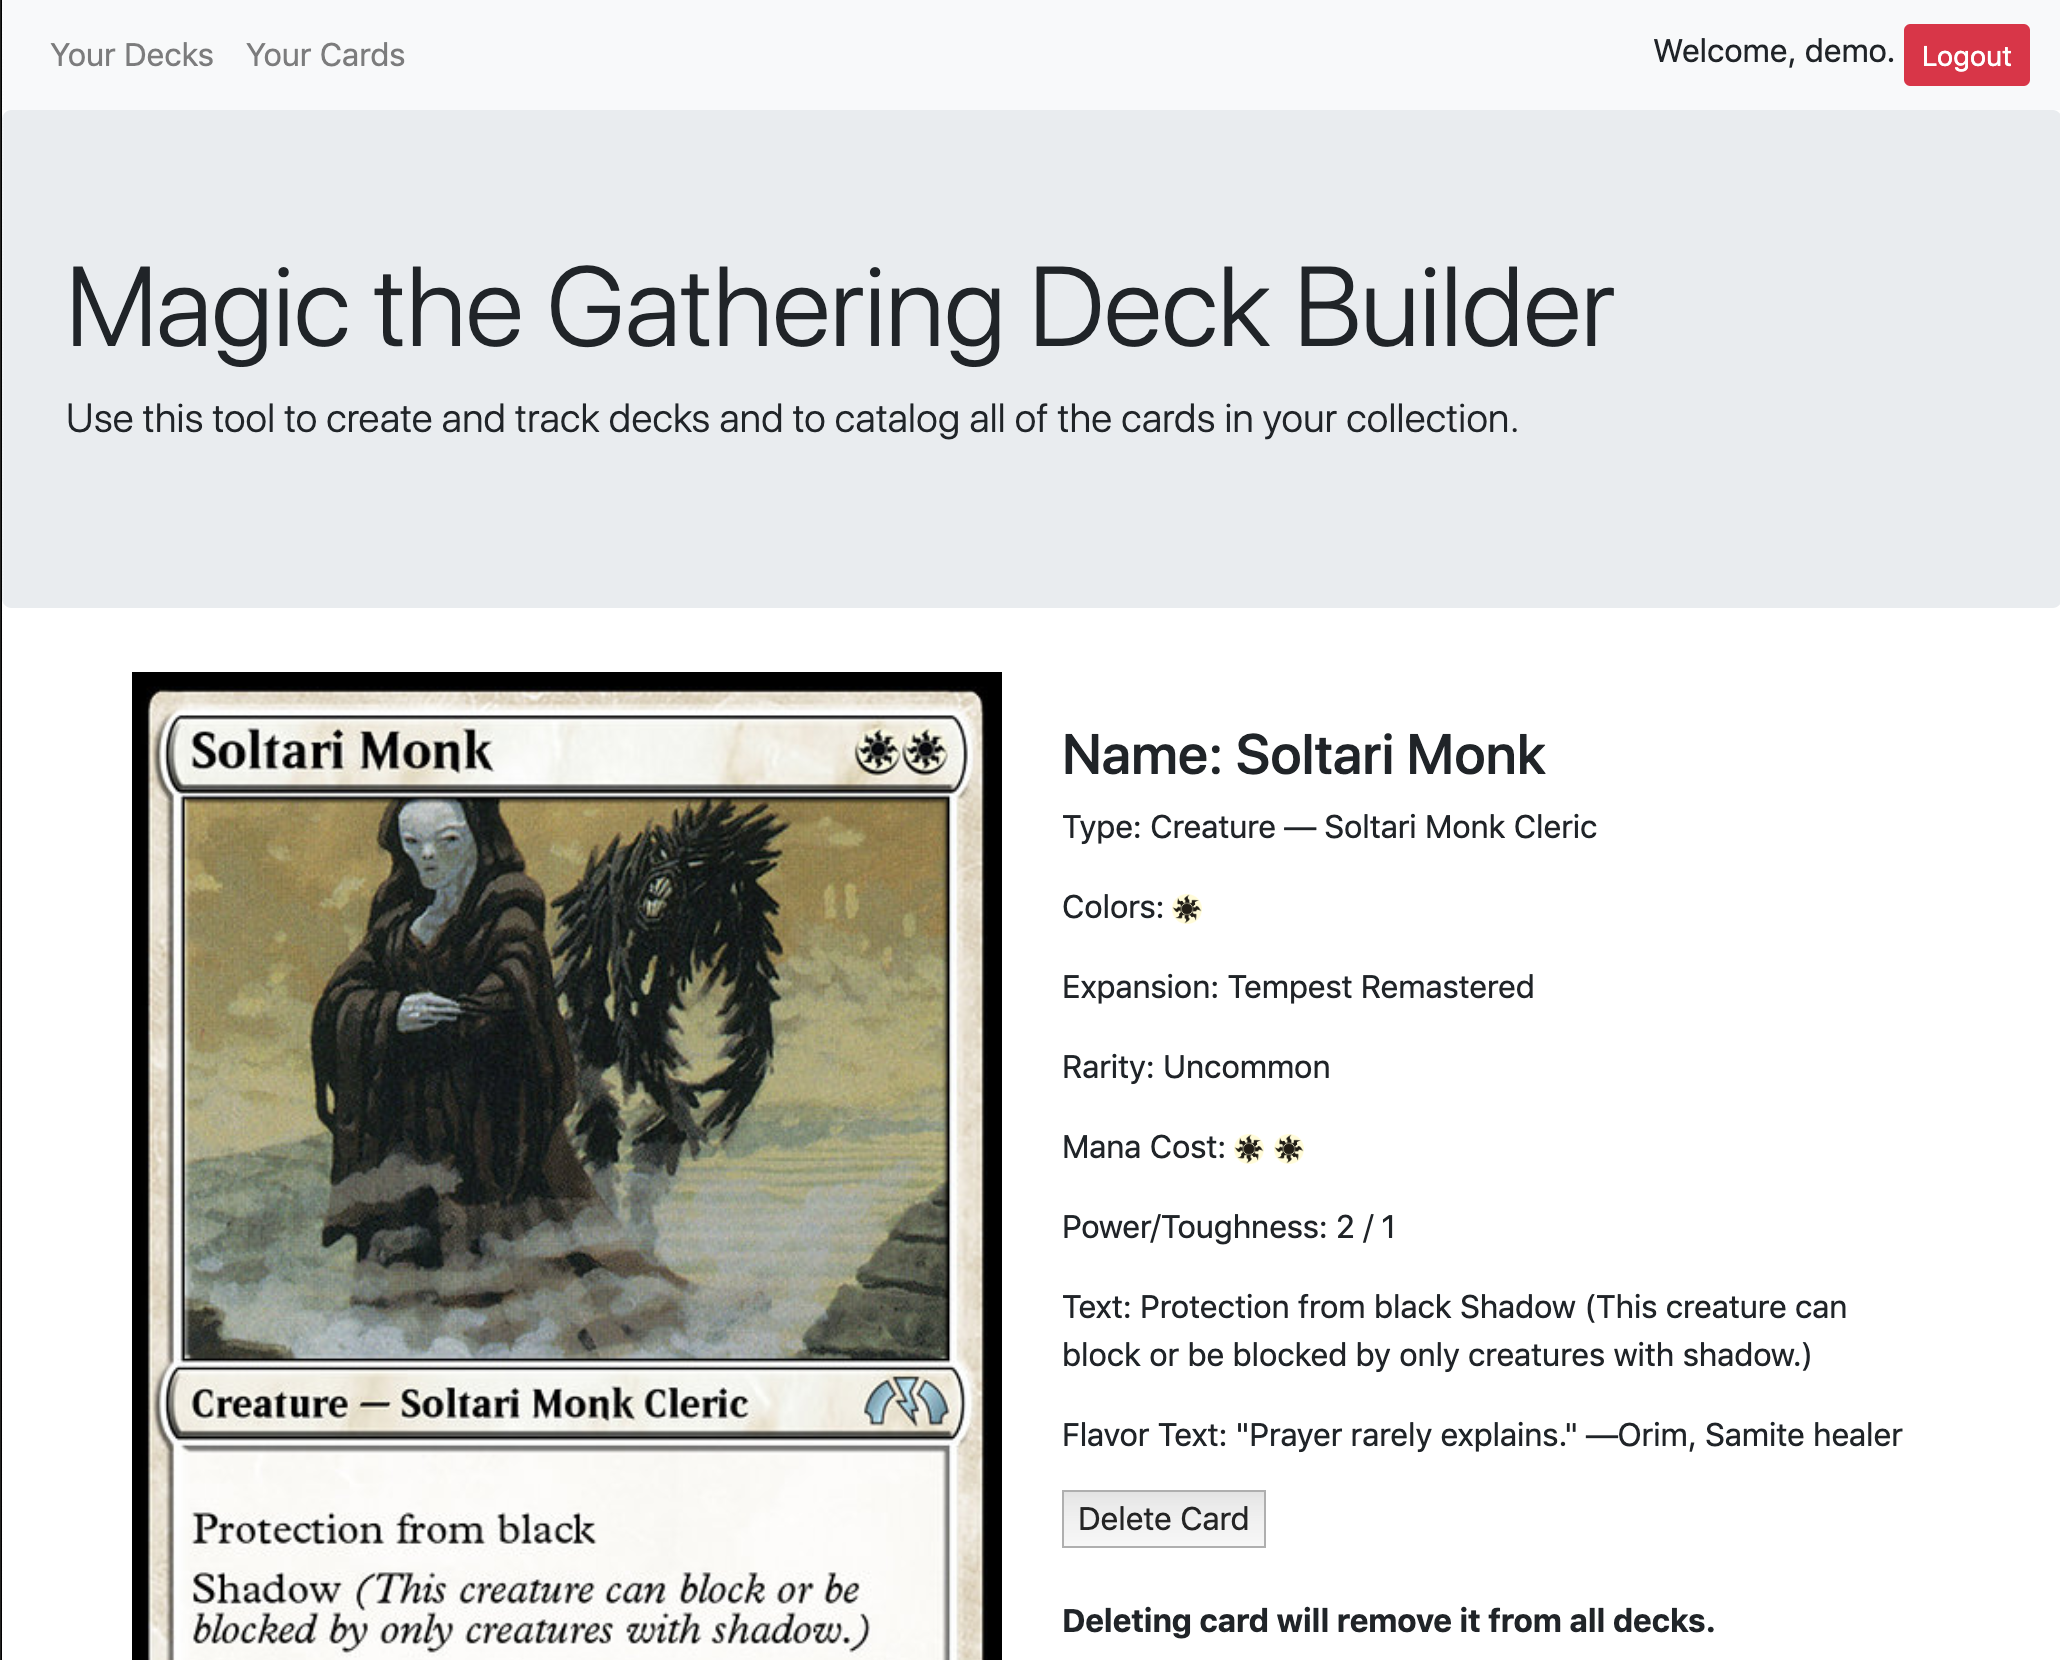 Your Decks Your Cards
Welcome, demo. Logout
Magic the Gathering Deck Builder
Use this tool to create and track decks and to catalog all of the cards in your collection.
Soltari Monk
Creature — Soltari Monk Cleric
Protection from black
Shadow (This creature can block or be
blocked by only creatures with shadow.)
Name: Soltari Monk
Type: Creature — Soltari Monk Cleric
Colors:
Expansion: Tempest Remastered
Rarity: Uncommon
Mana Cost:
Power/Toughness: 2 / 1
Text: Protection from black Shadow (This creature can
block or be blocked by only creatures with shadow.)
Flavor Text: "Prayer rarely explains." —Orim, Samite healer
Delete Card
Deleting card will remove it from all decks.